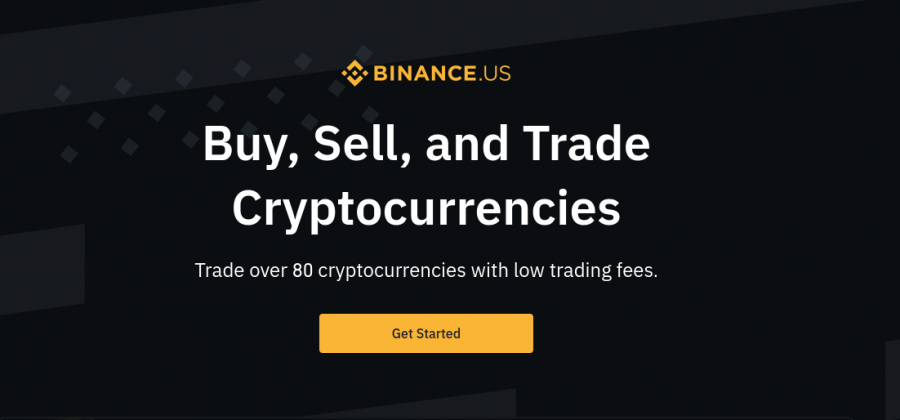 BINANCE.US
Buy, Sell, and Trade
Cryptocurrencies
Trade over 80 cryptocurrencies with low trading fees.
Get Started